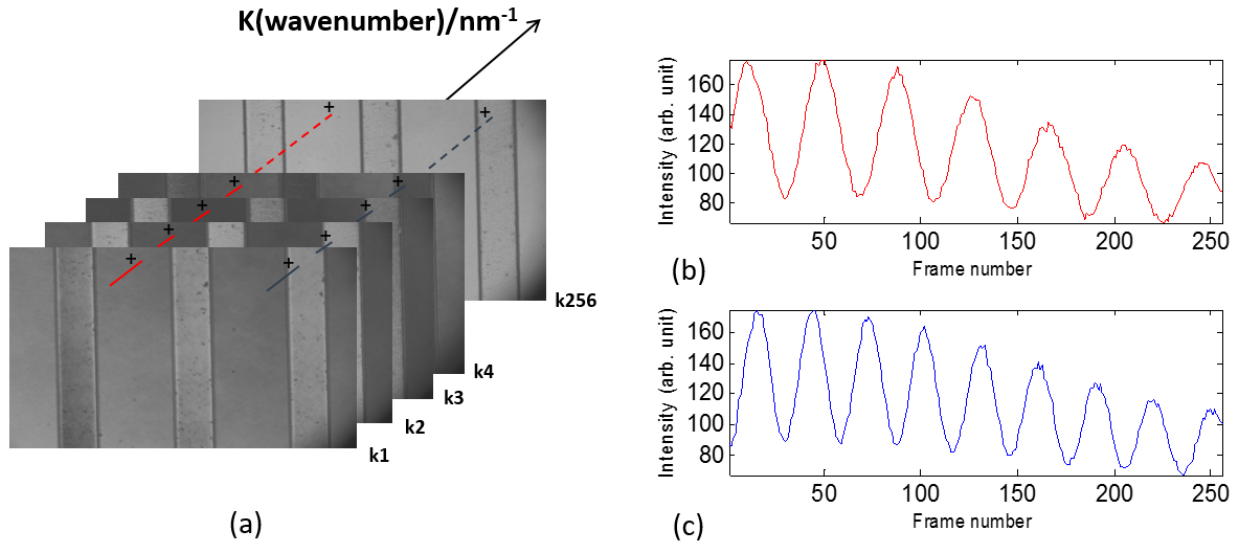 K(wavenumber)/nm⁻¹
k256
k4
k3
k2
k1
(a)
Intensity (arb. unit)
160
140
120
100
80
50
100
150
200
250
Frame number
(b)
Intensity (arb. unit)
160
140
120
100
80
50
100
150
200
250
Frame number
(c)